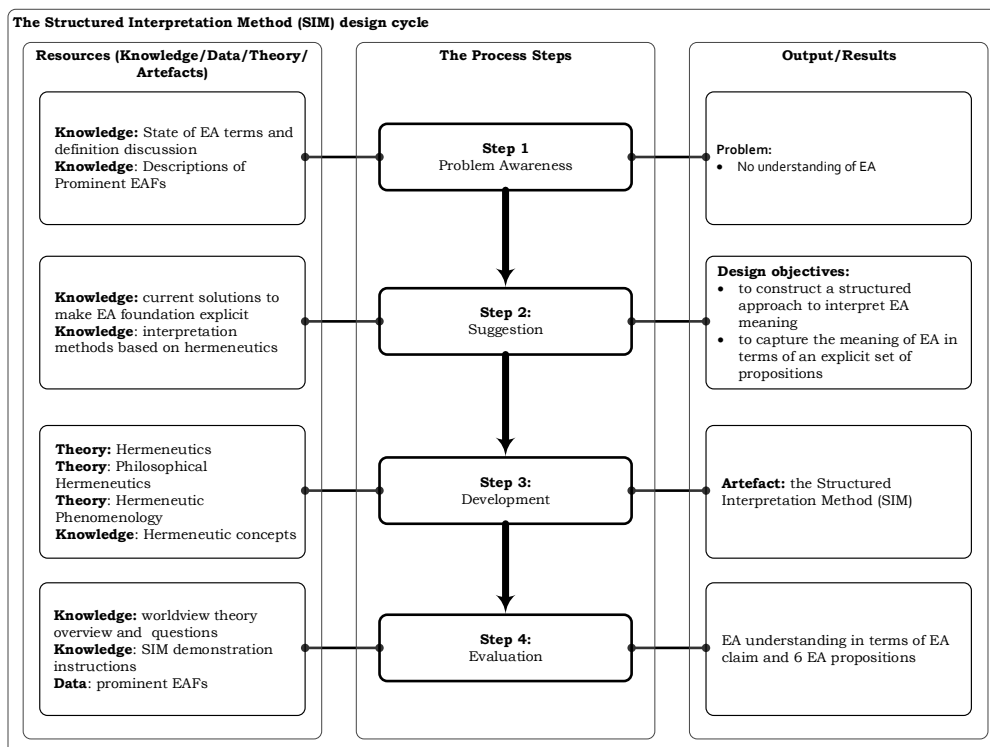 The Structured Interpretation Method (SIM) design cycle
Resources (Knowledge/Data/Theory/
Artefacts)
The Process Steps
Output/Results
Knowledge: State of EA terms and
definition discussion
Knowledge: Descriptions of
Prominent EAFs
Step 1
Problem Awareness
Problem:
• No understanding of EA
Knowledge: current solutions to
make EA foundation explicit
Knowledge: interpretation
methods based on hermeneutics
Step 2:
Suggestion
Design objectives:
• to construct a structured
approach to interpret EA
meaning
• to capture the meaning of EA in
terms of an explicit set of
propositions
Theory: Hermeneutics
Theory: Philosophical
Hermeneutics
Theory: Hermeneutic
Phenomenology
Knowledge: Hermeneutic concepts
Step 3:
Development
Artefact: the Structured
Interpretation Method (SIM)
Knowledge: worldview theory
overview and questions
Knowledge: SIM demonstration
instructions
Data: prominent EAFs
Step 4:
Evaluation
EA understanding in terms of EA
claim and 6 EA propositions